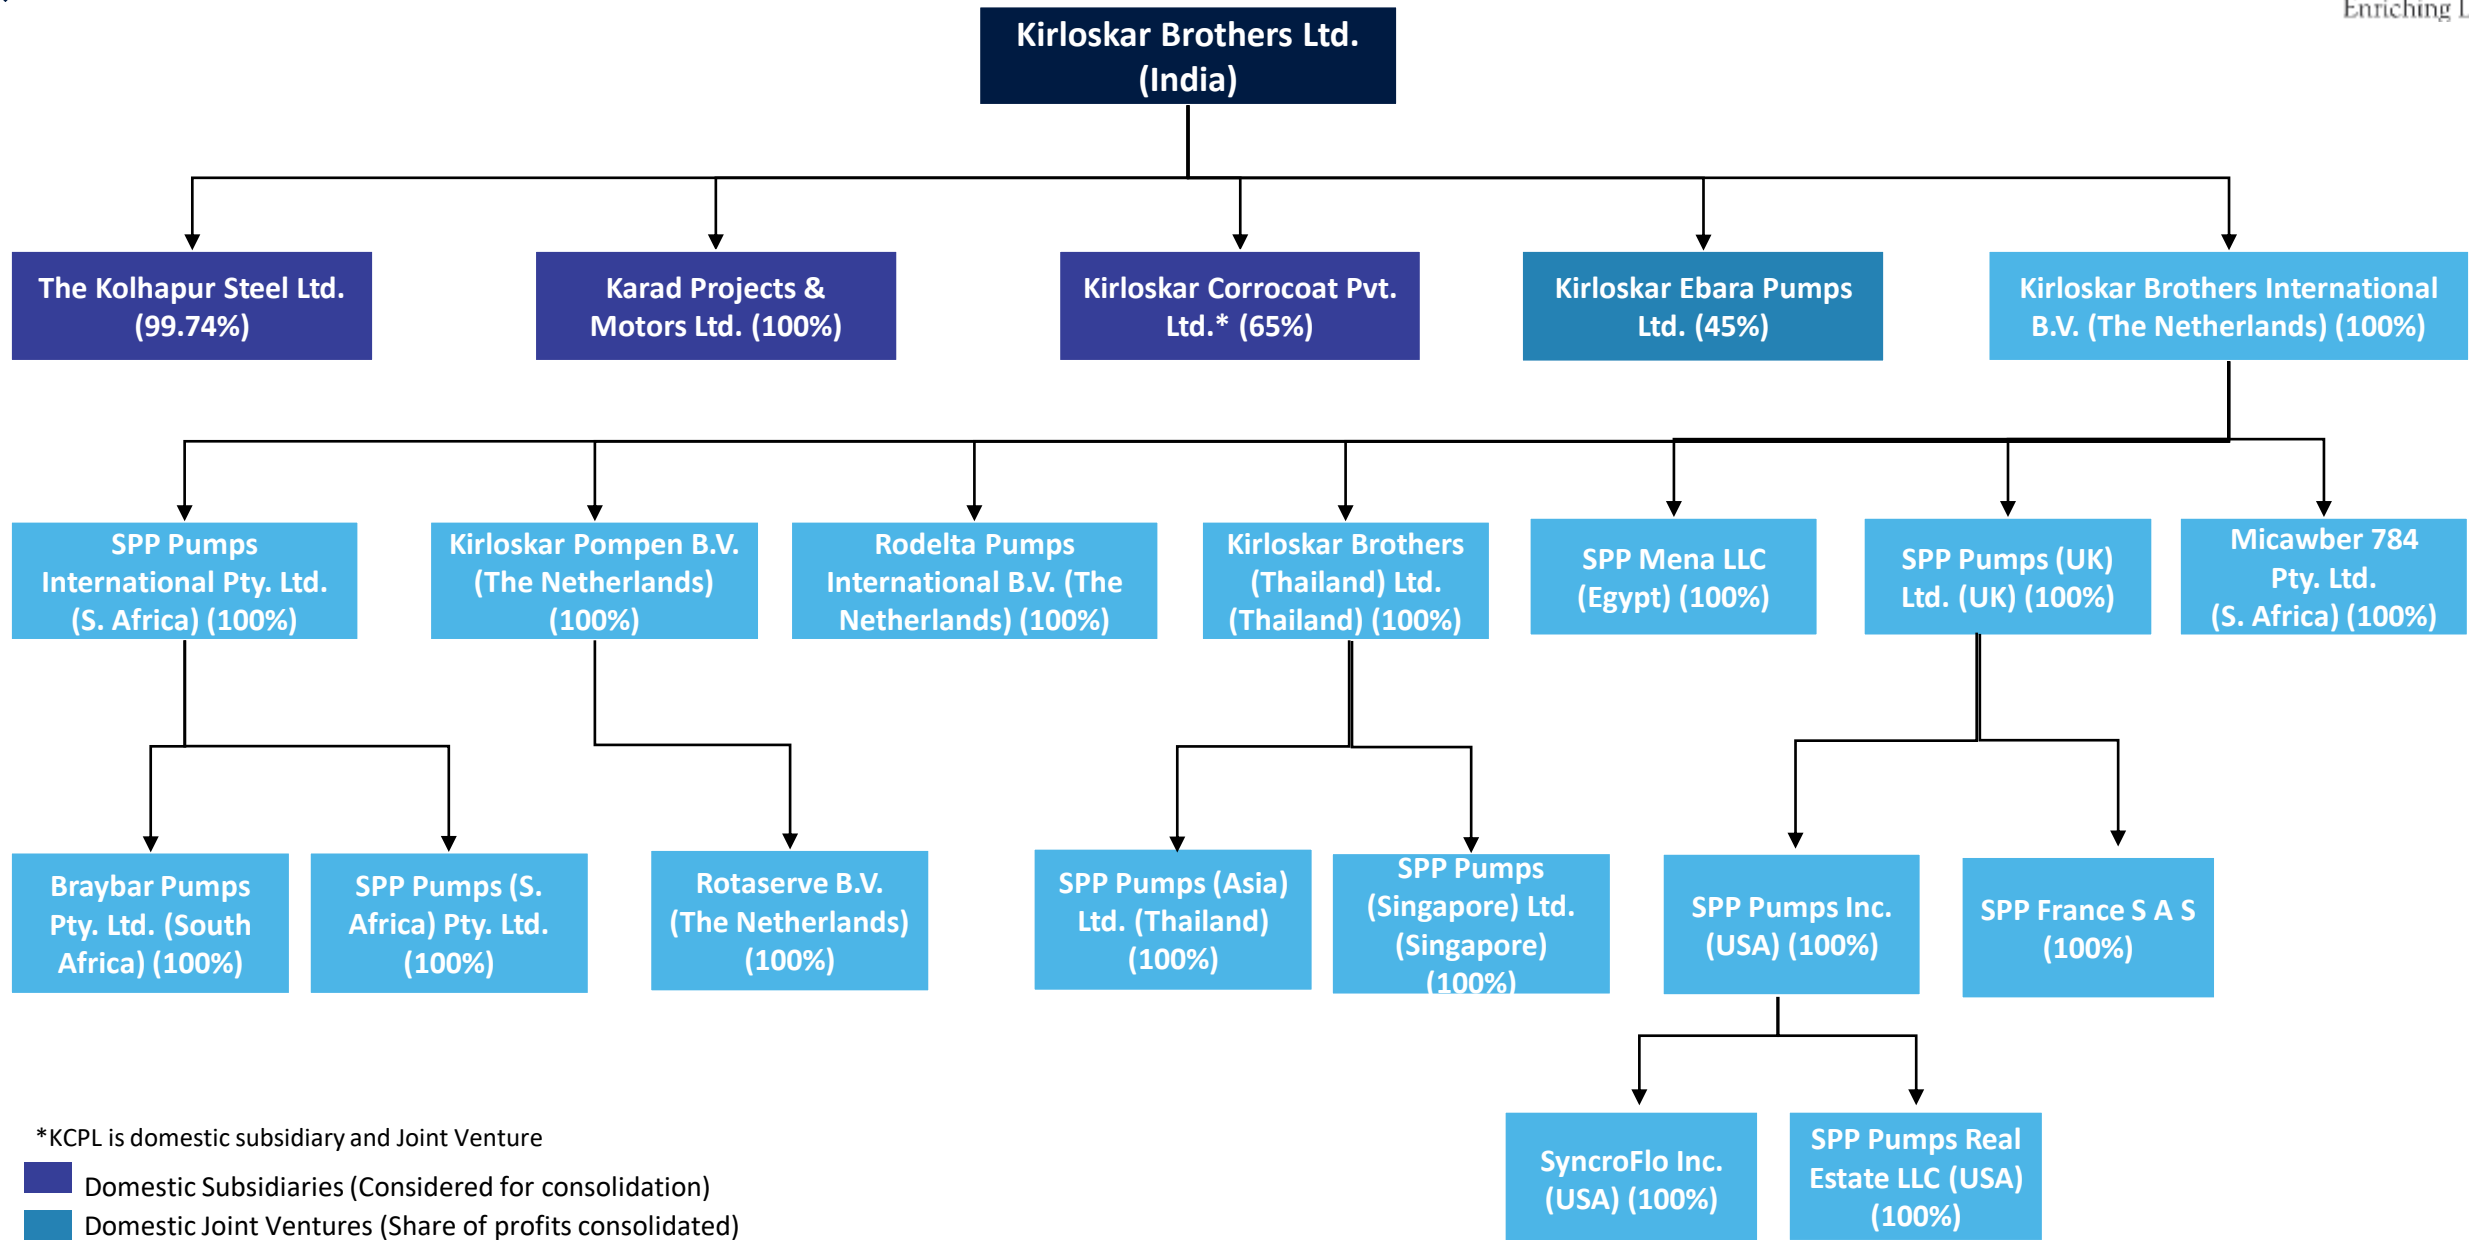 Enriching
Kirloskar Brothers Ltd.
(India)
The Kolhapur Steel Ltd.
(99.74%)
Karad Projects &
Motors Ltd. (100%)
Kirloskar Corrocoat Pvt.
Ltd.* (65%)
Kirloskar Ebara Pumps
Ltd. (45%)
Kirloskar Brothers International
B.V. (The Netherlands) (100%)
SPP Pumps
International Pty. Ltd.
(S. Africa) (100%)
Kirloskar Pompen B.V.
(The Netherlands)
(100%)
Rodelta Pumps
International B.V. (The
Netherlands) (100%)
Kirloskar Brothers
(Thailand) Ltd.
(Thailand) (100%)
SPP Mena LLC
(Egypt) (100%)
SPP Pumps (UK)
Ltd. (UK) (100%)
Micawber 784
Pty. Ltd.
(S. Africa) (100%)
Braybar Pumps
Pty. Ltd. (South
Africa) (100%)
SPP Pumps (S.
Africa) Pty. Ltd.
(100%)
Rotaserve B.V.
(The Netherlands)
(100%)
SPP Pumps (Asia)
Ltd. (Thailand)
(100%)
SPP Pumps
(Singapore) Ltd.
(Singapore)
(100%)
SPP Pumps Inc.
(USA) (100%)
SPP France S A S
(100%)
SyncroFlo Inc.
(USA) (100%)
SPP Pumps Real
Estate LLC (USA)
(100%)
*KCPL is domestic subsidiary and Joint Venture
Domestic Subsidiaries (Considered for consolidation)
Domestic Joint Ventures (Share of profits consolidated)